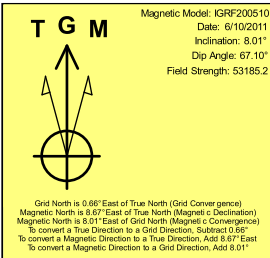 T G M
Magnetic Model: IGRF200510
Date: 6/10/2011
Inclination: 8.01°
Dip Angle: 67.10°
Field Strength: 53185.2
Grid North is 0.66° East of True North (Grid Convergence)
Magnetic North is 8.67° East of True North (Magnetic Declination)
Magnetic North is 8.01° East of Grid North (Magnetic Convergence)
To convert a True Direction to a Grid Direction, Subtract 0.66°
To convert a Magnetic Direction to a True Direction, Add 8.67° East
To convert a Magnetic Direction to a Grid Direction, Add 8.01°